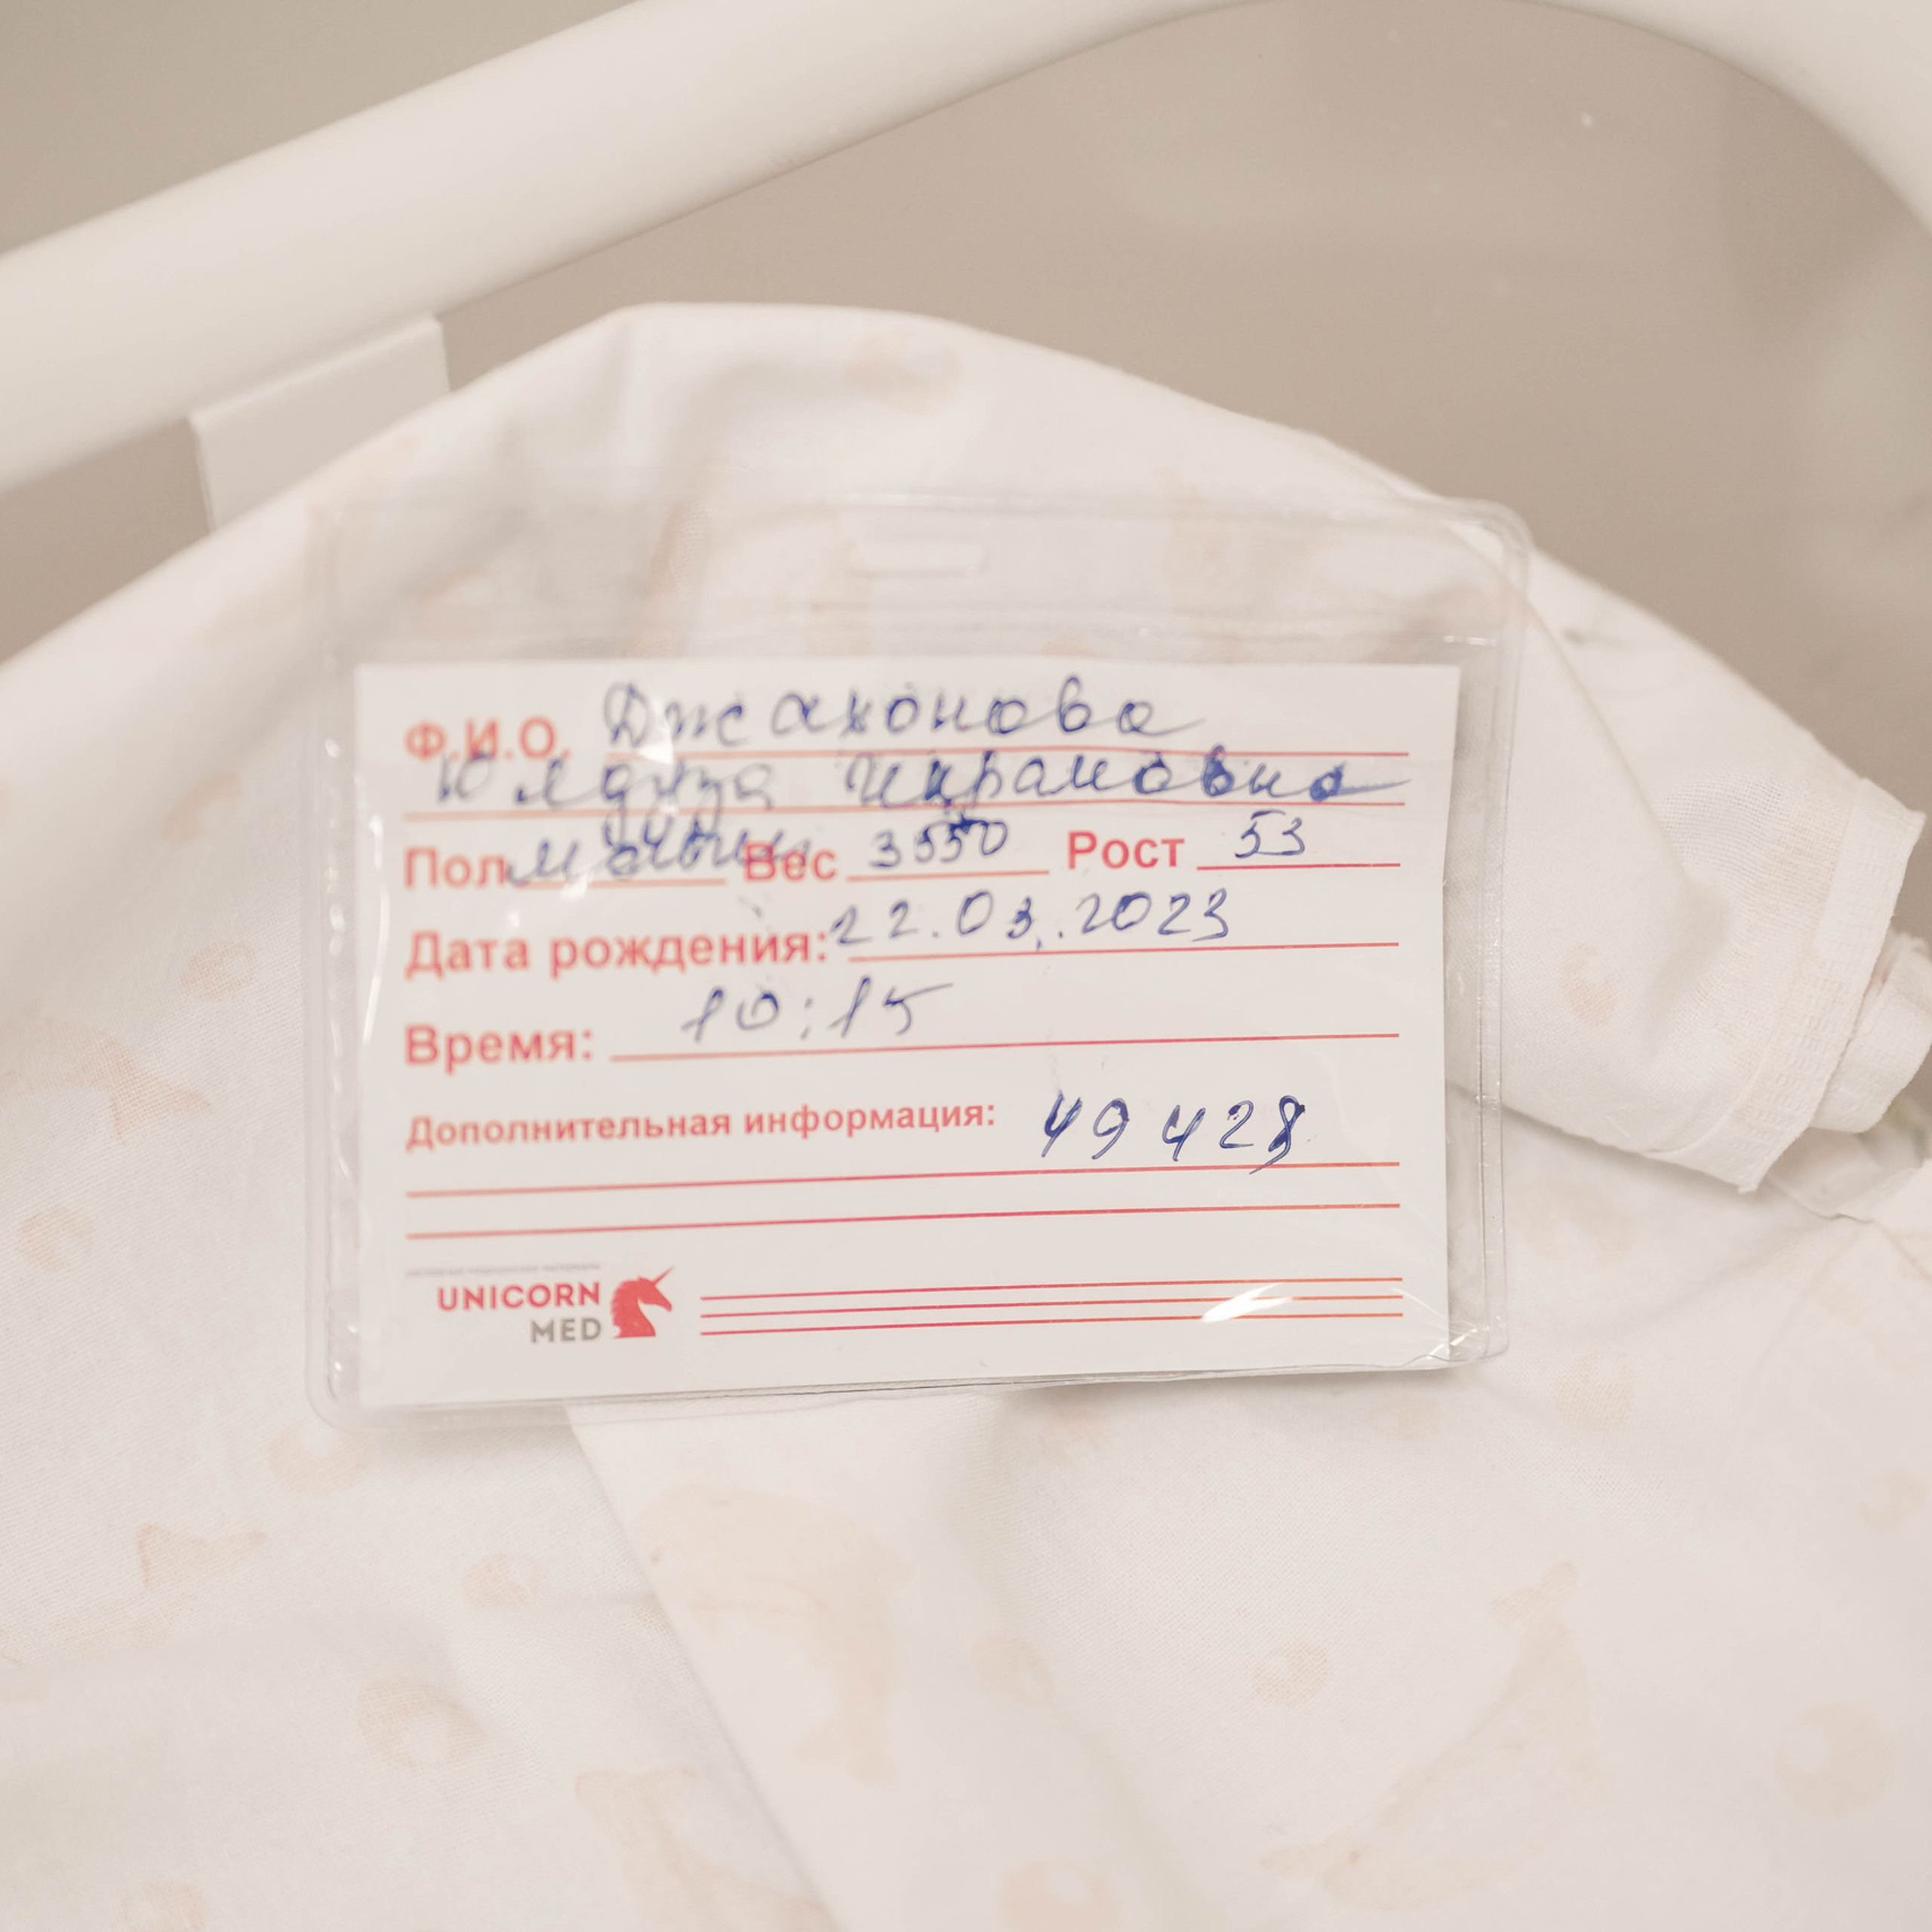 Ф.И.О. Джахонова
Юлдуза Икрамовна
Пол мальч Вес 3550 Рост 53
Дата рождения: 22.03.2023
Время: 10:15
Дополнительная информация: 49428
UNICORN
MED